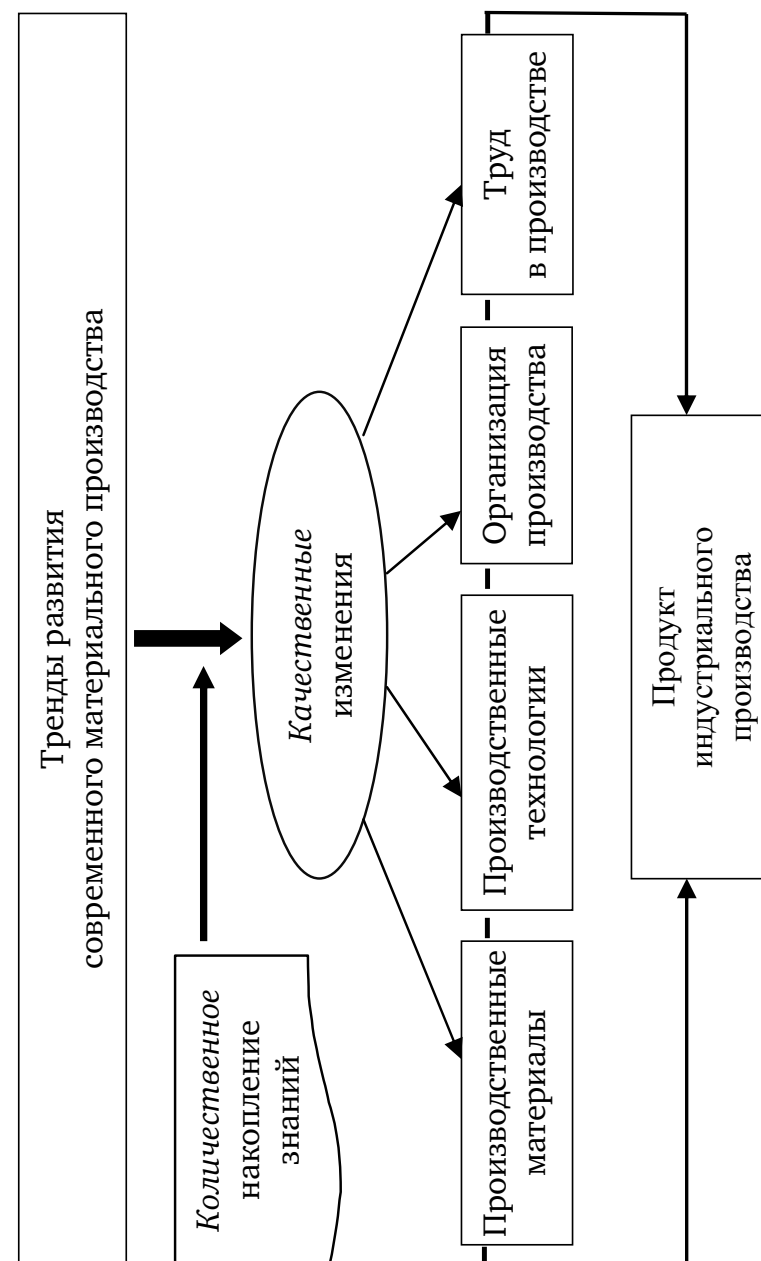 Тренды развития
современного материального производства
Количественное
накопление
знаний
Качественные
изменения
Производственные
материалы
Производственные
технологии
Организация
производства
Труд
в производстве
Продукт
индустриального
производства